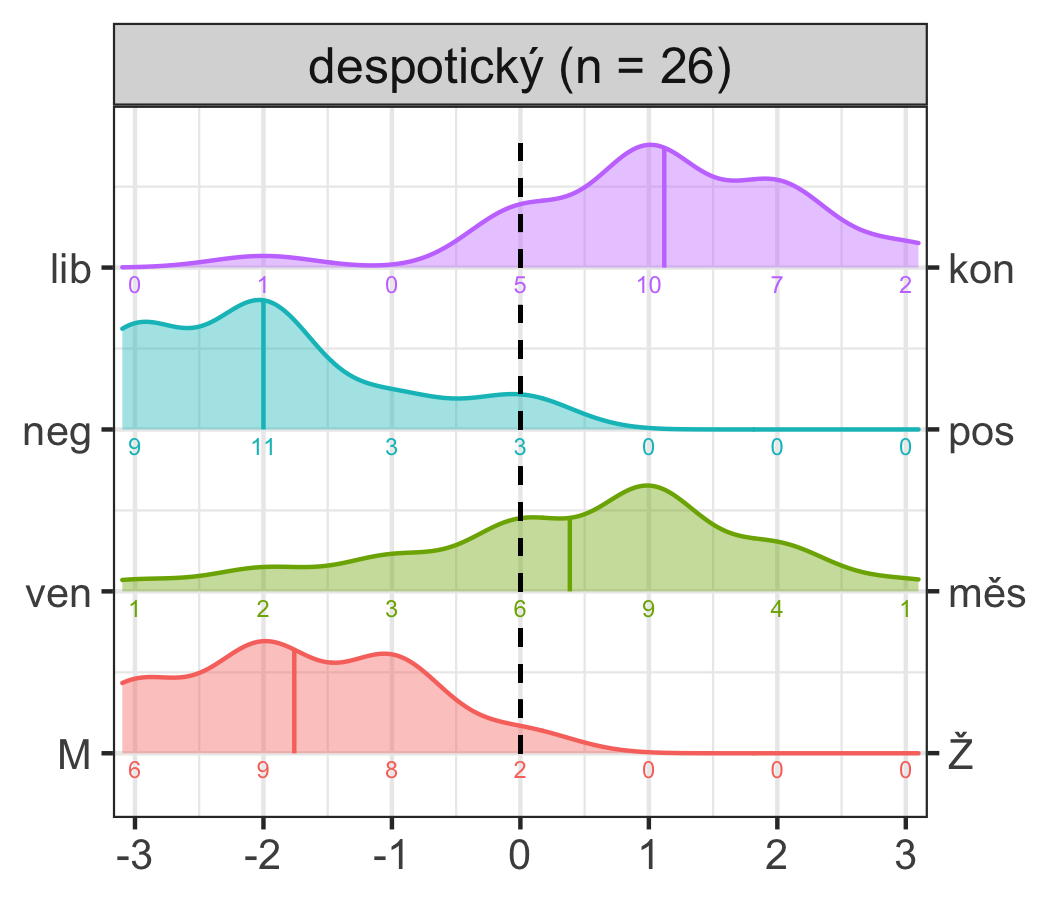 despotický (n = 26)
lib kon
0 1 0 5 10 7 2
neg pos
9 11 3 3 0 0 0
ven měs
1 2 3 6 9 4 1
M Ž
6 9 8 2 0 0 0
-3 -2 -1 0 1 2 3